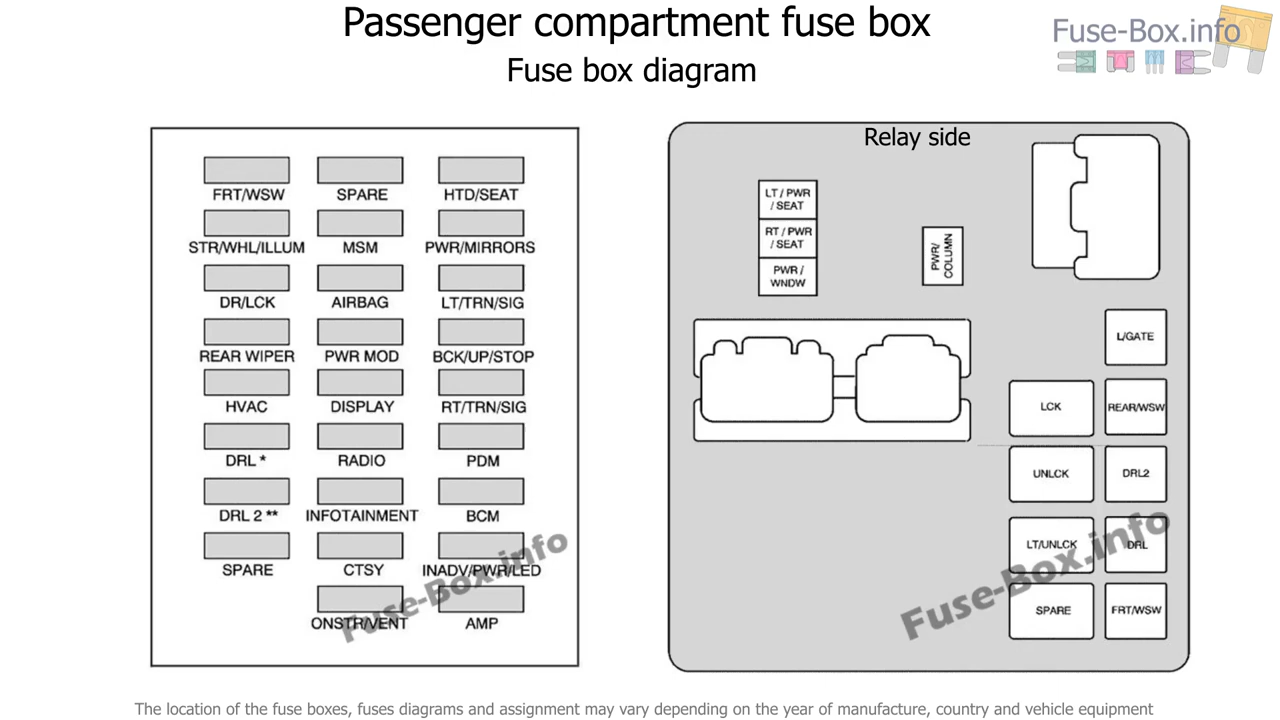 Passenger compartment fuse box
Fuse box diagram
Fuse-Box.info
FRT/WSW SPARE HTD/SEAT
STR/WHL/ILLUM MSM PWR/MIRRORS
DR/LCK AIRBAG LT/TRN/SIG
REAR WIPER PWR MOD BCK/UP/STOP
HVAC DISPLAY RT/TRN/SIG
DRL * RADIO PDM
DRL 2 ** INFOTAINMENT BCM
SPARE CTSY INADV/PWR/LED
ONSTR/VENT AMP
Fuse-Box.info
Relay side
LT / PWR
/ SEAT
RT / PWR
/ SEAT
PWR /
WNDW
PWR/
COLUMN
L/GATE
LCK REAR/WSW
UNLCK DRL2
LT/UNLCK DRL
SPARE FRT/WSW
Fuse-Box.info
The location of the fuse boxes, fuses diagrams and assignment may vary depending on the year of manufacture, country and vehicle equipment